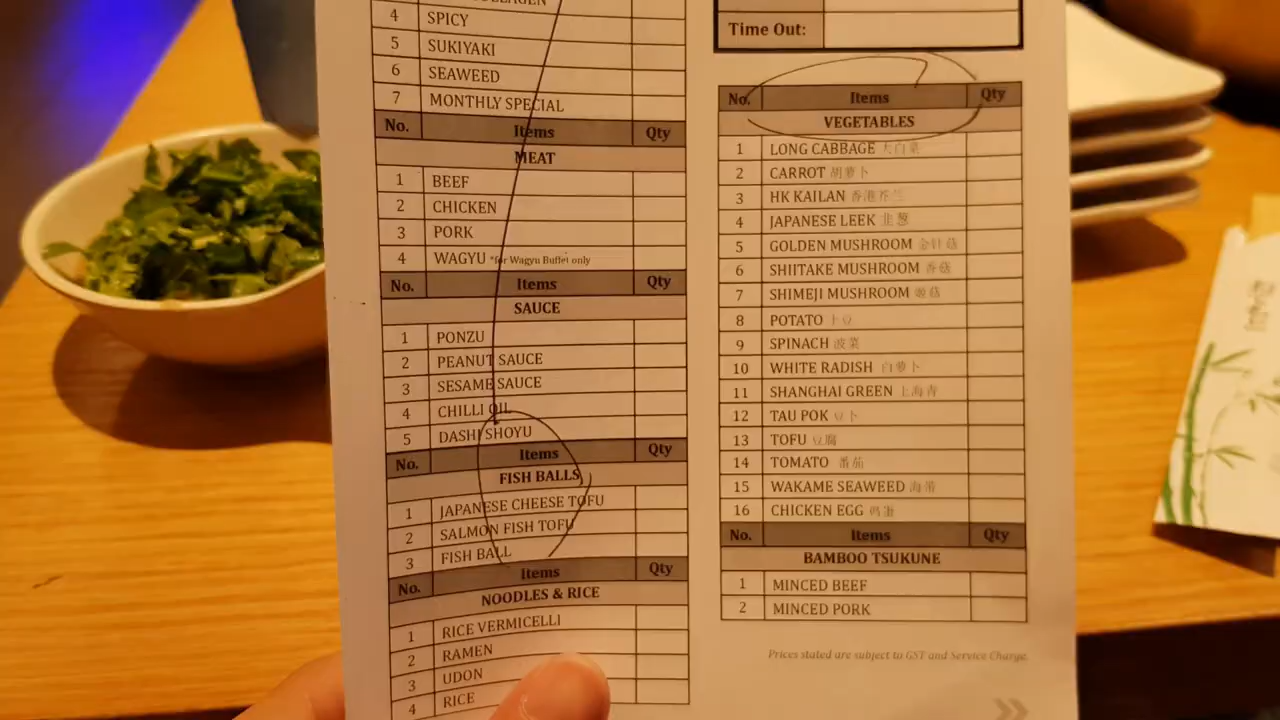 4 SPICY
5 SUKIYAKI
6 SEAWEED
7 MONTHLY SPECIAL
No. Items Qty
MEAT
1 BEEF
2 CHICKEN
3 PORK
4 WAGYU *for Wagyu Buffet only
No. Items Qty
SAUCE
1 PONZU
2 PEANUT SAUCE
3 SESAME SAUCE
4 CHILLI OIL
5 DASHI SHOYU
No. Items Qty
FISH BALLS
1 JAPANESE CHEESE TOFU
2 SALMON FISH TOFU
3 FISH BALL
No. Items Qty
NOODLES & RICE
1 RICE VERMICELLI
2 RAMEN
3 UDON
4 RICE
Time Out:
No. Items Qty
VEGETABLES
1 LONG CABBAGE 大白菜
2 CARROT 胡萝卜
3 HK KAILAN 香港芥兰
4 JAPANESE LEEK 韭葱
5 GOLDEN MUSHROOM 金针菇
6 SHIITAKE MUSHROOM 香菇
7 SHIMEJI MUSHROOM 姬菇
8 POTATO 土豆
9 SPINACH 菠菜
10 WHITE RADISH 白萝卜
11 SHANGHAI GREEN 上海青
12 TAU POK 豆卜
13 TOFU 豆腐
14 TOMATO 番茄
15 WAKAME SEAWEED 海带
16 CHICKEN EGG 鸡蛋
No. Items Qty
BAMBOO TSUKUNE
1 MINCED BEEF
2 MINCED PORK
Prices stated are subject to GST and Service Charge.